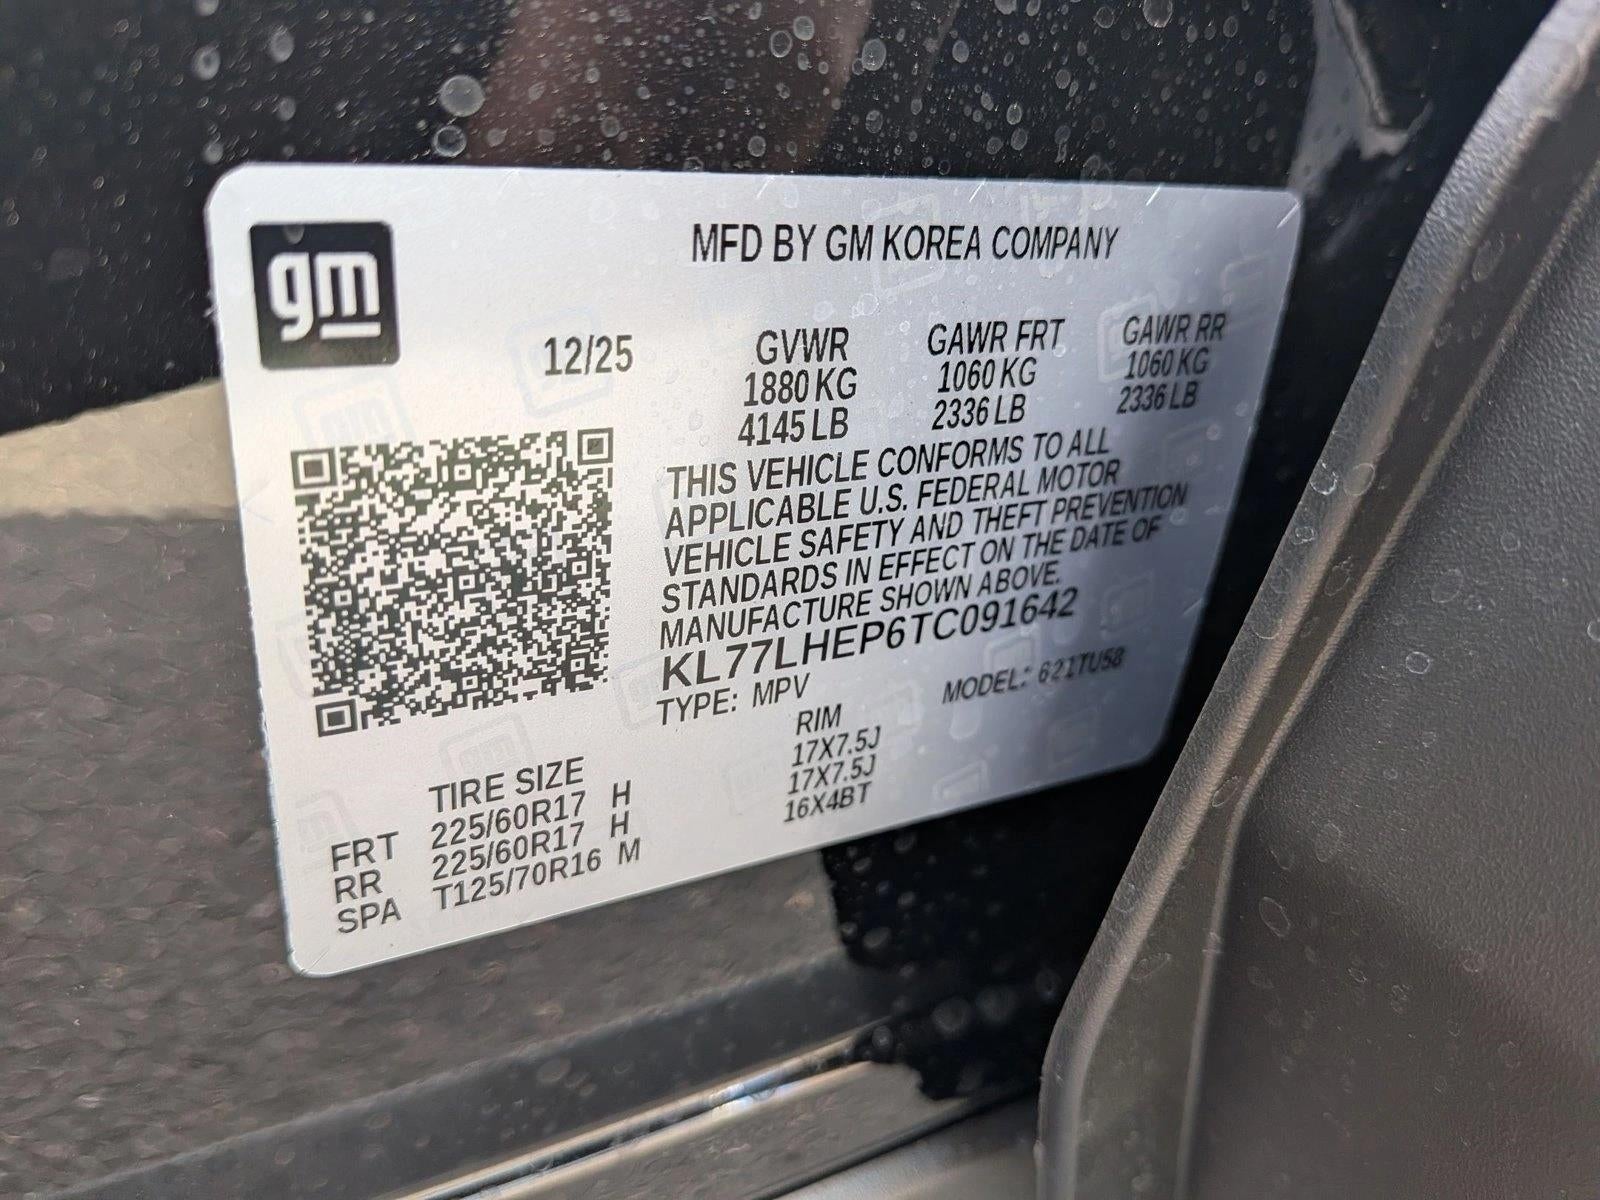 gm
MFD BY GM KOREA COMPANY
12/25 GVWR GAWR FRT GAWR RR
1880 KG 1060 KG 1060 KG
4145 LB 2336 LB 2336 LB
THIS VEHICLE CONFORMS TO ALL
APPLICABLE U.S. FEDERAL MOTOR
VEHICLE SAFETY AND THEFT PREVENTION
STANDARDS IN EFFECT ON THE DATE OF
MANUFACTURE SHOWN ABOVE.
KL77LHEP6TC091642
TYPE: MPV MODEL: 621TU58
TIRE SIZE RIM
FRT 225/60R17 H 17X7.5J
RR 225/60R17 H 17X7.5J
SPA T125/70R16 M 16X4BT